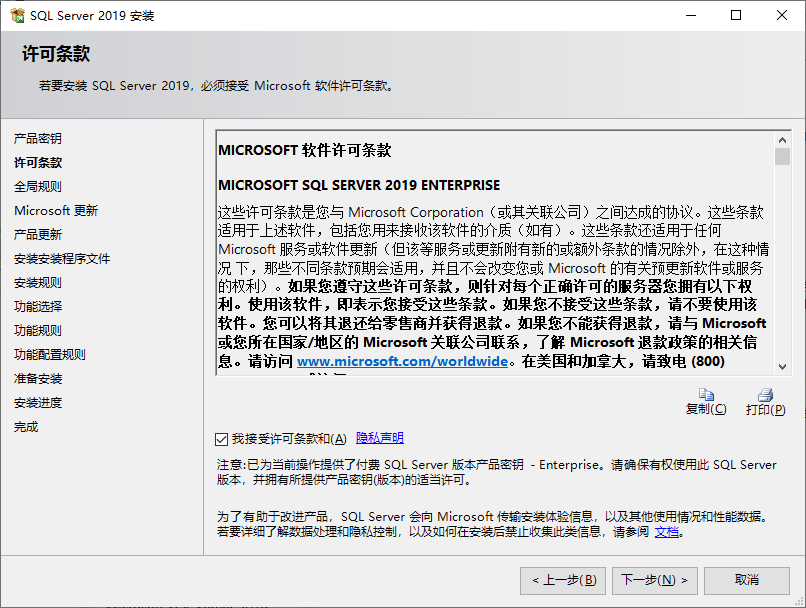 SQL Server 2019 安装
许可条款
若要安装 SQL Server 2019，必须接受 Microsoft 软件许可条款。
产品密钥
许可条款
全局规则
Microsoft 更新
产品更新
安装安装程序文件
安装规则
功能选择
功能规则
功能配置规则
准备安装
安装进度
完成
MICROSOFT 软件许可条款
MICROSOFT SQL SERVER 2019 ENTERPRISE
这些许可条款是您与 Microsoft Corporation（或其关联公司）之间达成的协议。这些条款
适用于上述软件，包括您用来接收该软件的介质（如有）。这些条款还适用于任何
Microsoft 服务或软件更新（但该等服务或更新附有新的或额外条款的情况除外，在这种情
况 下，那些不同条款预期会适用，并且不会改变您或 Microsoft 的有关预更新软件或服务
的权利）。如果您遵守这些许可条款，则针对每个正确许可的服务器您拥有以下权
利。使用该软件，即表示您接受这些条款。如果您不接受这些条款，请不要使用该
软件。您可以将其退还给零售商并获得退款。如果您不能获得退款，请与 Microsoft
或您所在国家/地区的 Microsoft 关联公司联系，了解 Microsoft 退款政策的相关信
息。请访问 www.microsoft.com/worldwide。在美国和加拿大，请致电 (800)
复制(C)
打印(P)
我接受许可条款和(A) 隐私声明
注意:已为当前操作提供了付费 SQL Server 版本产品密钥 - Enterprise。请确保有权使用此 SQL Server
版本，并拥有所提供产品密钥(版本)的适当许可。
为了有助于改进产品，SQL Server 会向 Microsoft 传输安装体验信息，以及其他使用情况和性能数据。
若要详细了解数据处理和隐私控制，以及如何在安装后禁止收集此类信息，请参阅 文档。
< 上一步(B)
下一步(N) >
取消